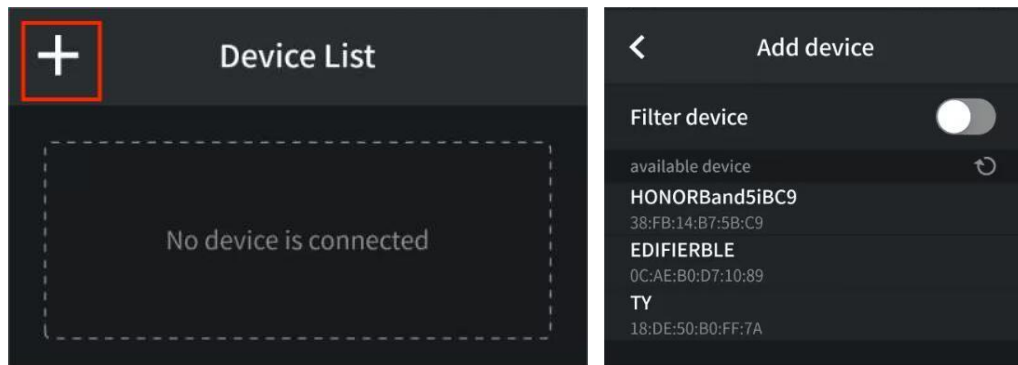 Device List
No device is connected
Add device
Filter device
available device
HONORBand5iBC9
38:FB:14:B7:5B:C9
EDIFIERBLE
0C:AE:B0:D7:10:89
TY
18:DE:50:B0:FF:7A